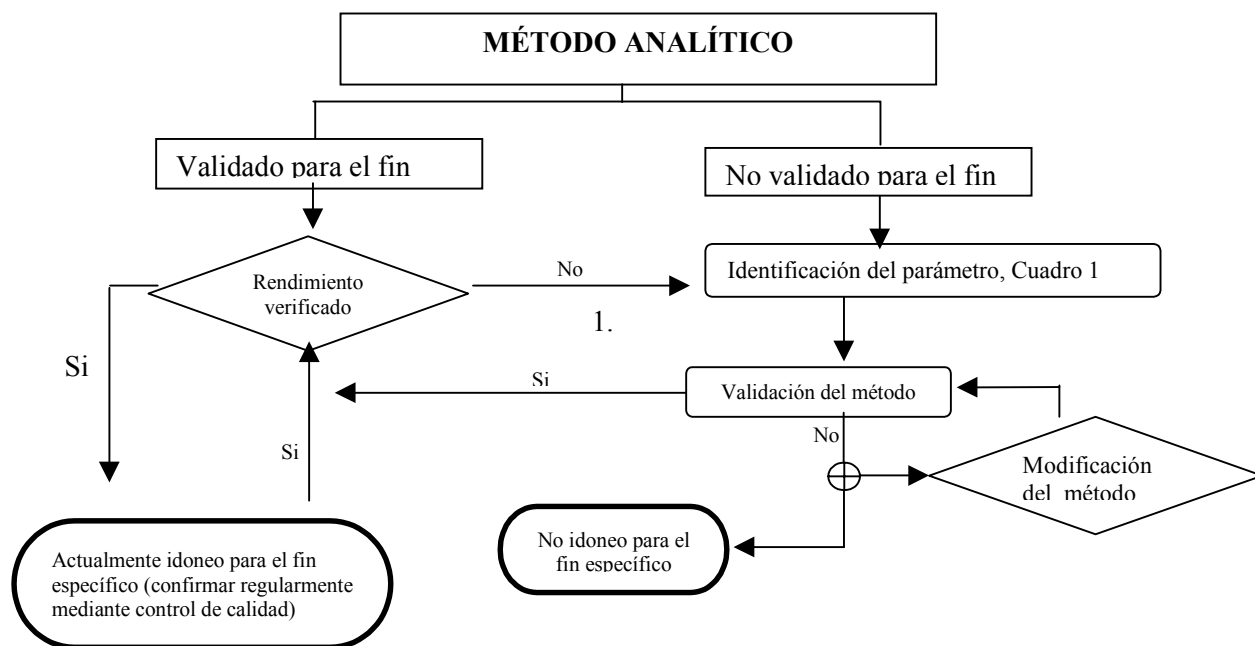 MÉTODO ANALÍTICO
Validado para el fin
No validado para el fin
Rendimiento
verificado
No
Identificación del parámetro, Cuadro 1
1.
Si
Si
Validación del método
No
Si
Modificación
del método
No idoneo para el
fin específico
Actualmente idoneo para el fin
específico (confirmar regularmente
mediante control de calidad)